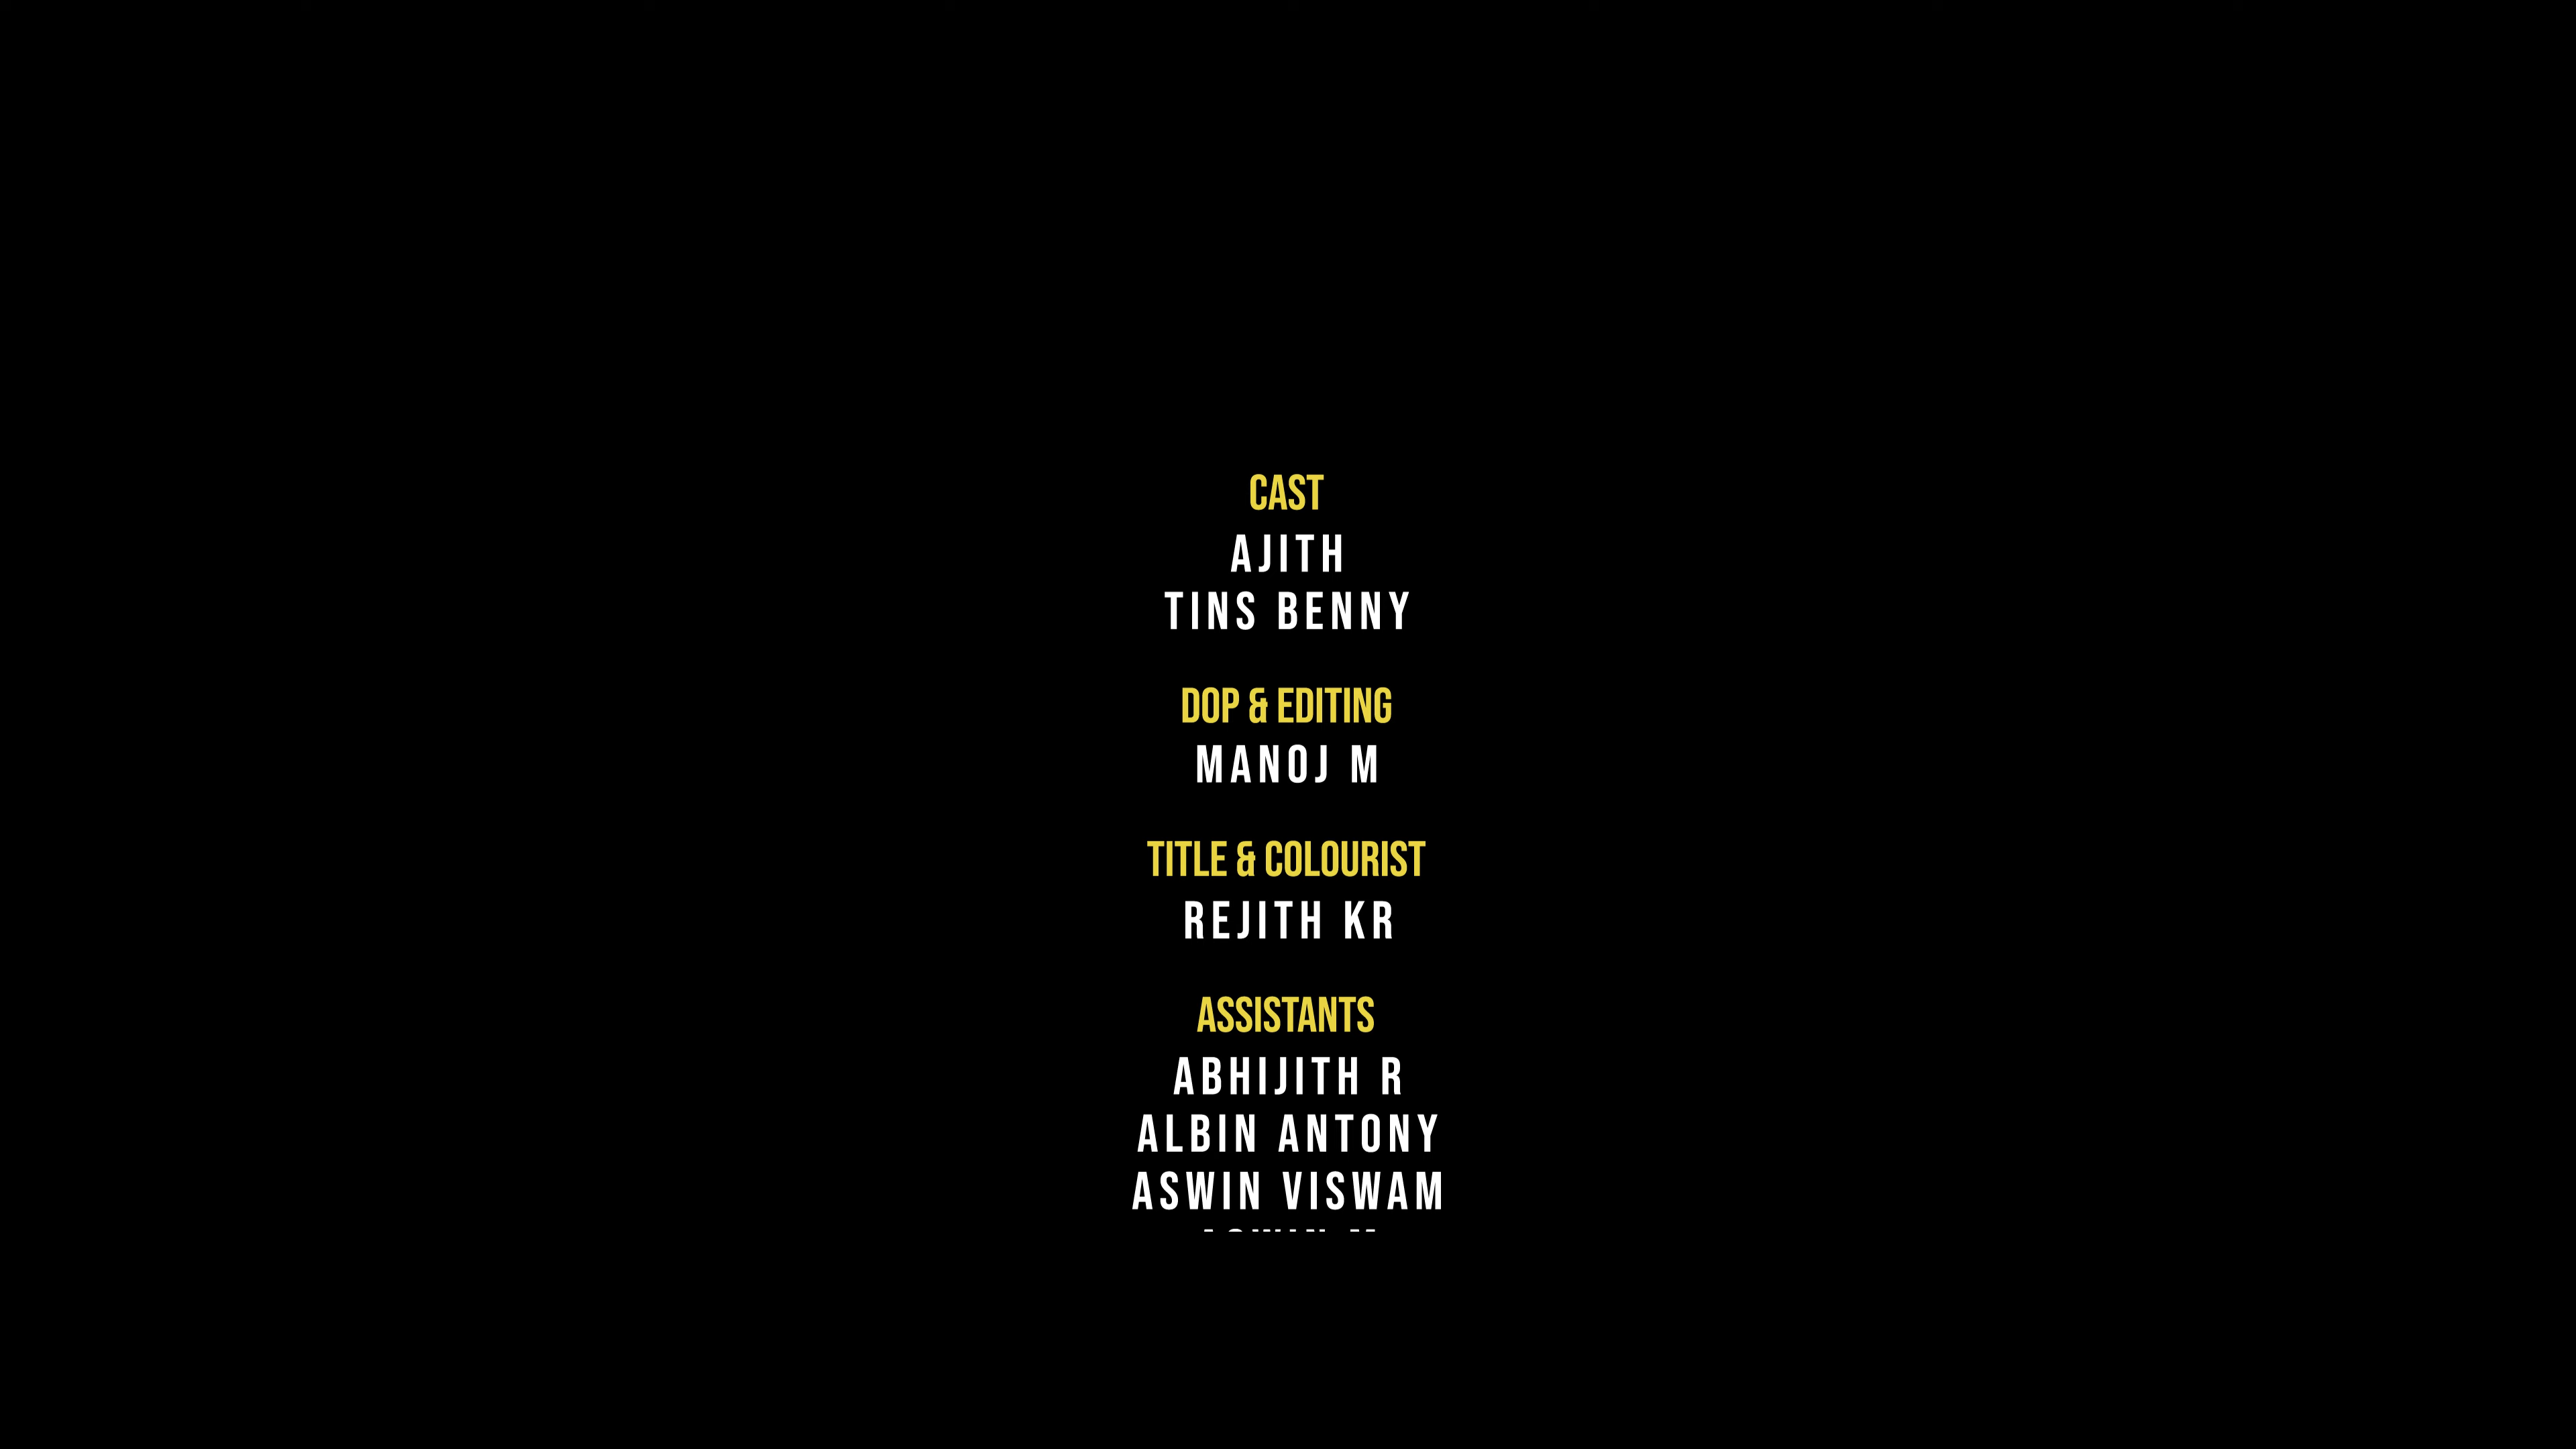 CAST
AJITH
TINS BENNY
DOP & EDITING
MANOJ M
TITLE & COLOURIST
REJITH KR
ASSISTANTS
ABHIJITH R
ALBIN ANTONY
ASWIN VISWAM